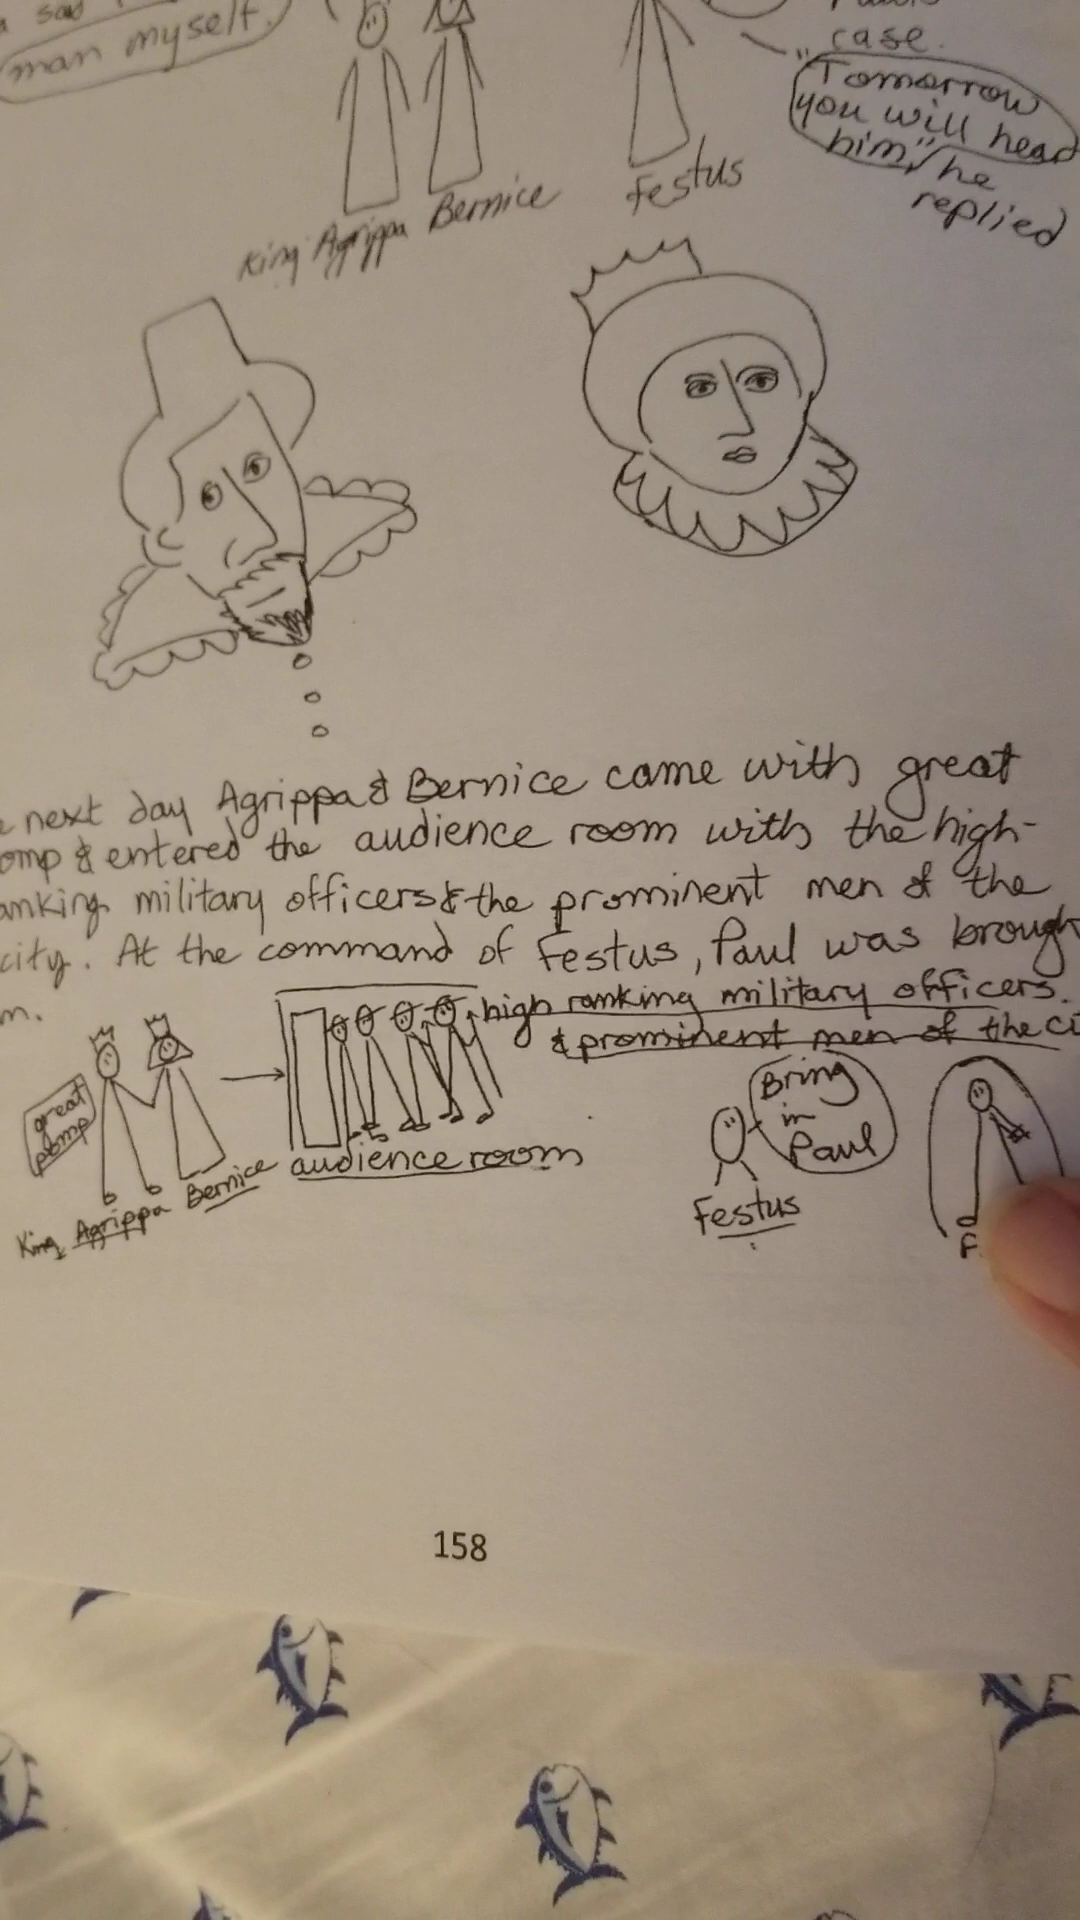 man myself.
case.
"Tomorrow
you will hear
him," he
replied
King Agrippa Bernice
Festus
next day Agrippa & Bernice came with great
omp & entered the audience room with the high-
anking military officers & the prominent men of the
city. At the command of Festus, Paul was brough
n.
high ranking military officers.
& prominent men of the ci
great
pomp
Bring
in
Paul
King Agrippa Bernice
audience room
Festus
F.
158